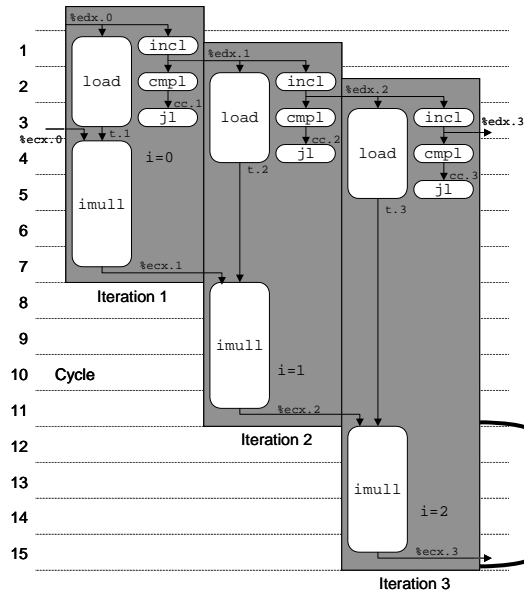 %edx.0
1
load
incl
%edx.1
2
cmpl
load
incl
%edx.2
cc.1
3
jl
cmpl
load
incl
%edx.3
%ecx.0
t.1
cc.2
4
i=0
jl
cmpl
imull
t.2
cc.3
5
jl
t.3
6
7
%ecx.1
8
Iteration 1
9
imull
10
Cycle
i=1
11
%ecx.2
12
Iteration 2
13
imull
14
i=2
15
%ecx.3
Iteration 3